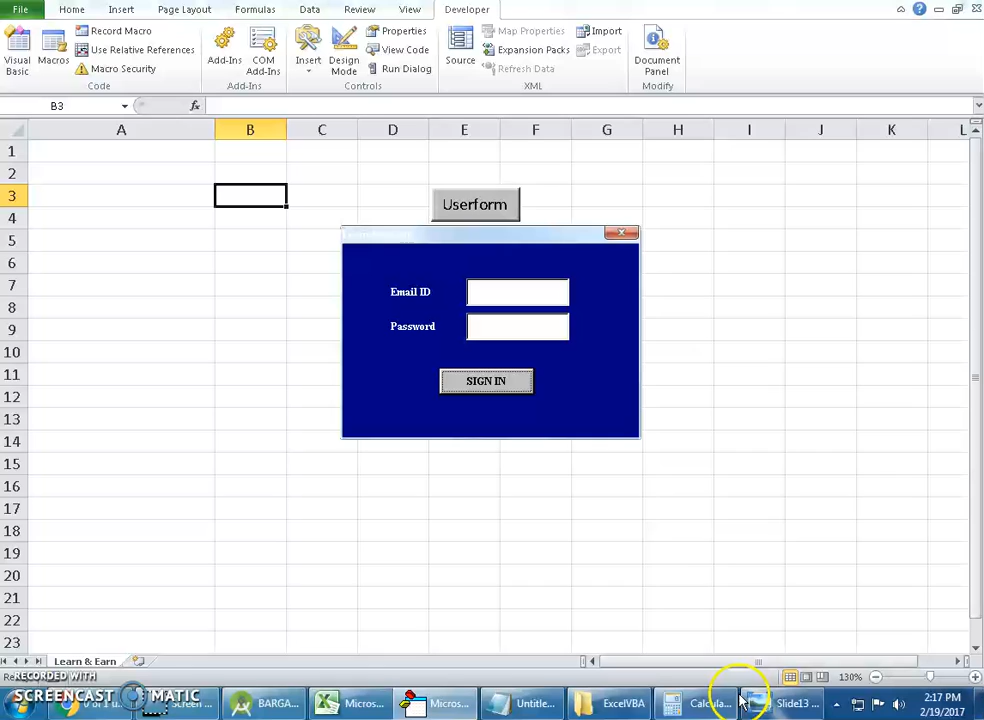 File Home Insert Page Layout Formulas Data Review View Developer
Visual Basic
Macros
Record Macro
Use Relative References
Macro Security
Code
Add-Ins
COM Add-Ins
Add-Ins
Insert
Design Mode
Properties
View Code
Run Dialog
Controls
Source
Map Properties
Expansion Packs
Refresh Data
Import
Export
XML
Document Panel
Modify
B3 fx
A B C D E F G H I J K L
1
2
3
4
5
6
7
8
9
10
11
12
13
14
15
16
17
18
19
20
21
22
23
Userform
Email ID
Password
SIGN IN
Learn & Earn
130%
RECORDED WITH
SCREENCAST MATIC
Screen ...
BARGA...
Micros...
Micros...
Untitle...
ExcelVBA
Calcula...
Slide13 ...
2:17 PM
2/19/2017